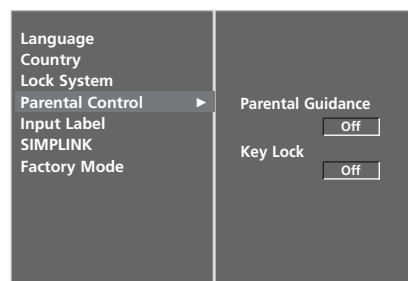 Language
Country
Lock System
Parental Control ►
Input Label
SIMPLINK
Factory Mode
Parental Guidance
Off
Key Lock
Off